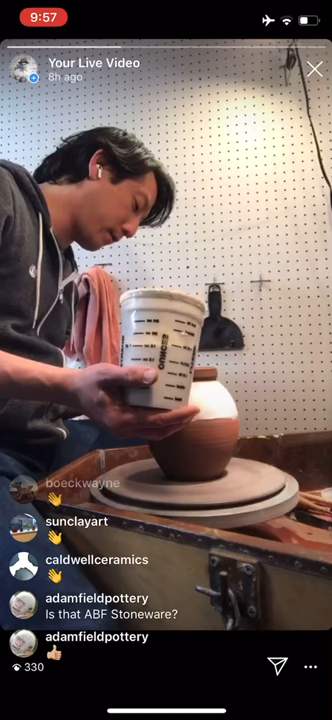 9:57
Your Live Video
8h ago
boeckwayne
👋
sunclayart
👋
caldwellceramics
👋
adamfieldpottery
Is that ABF Stoneware?
adamfieldpottery
👍🏼
330